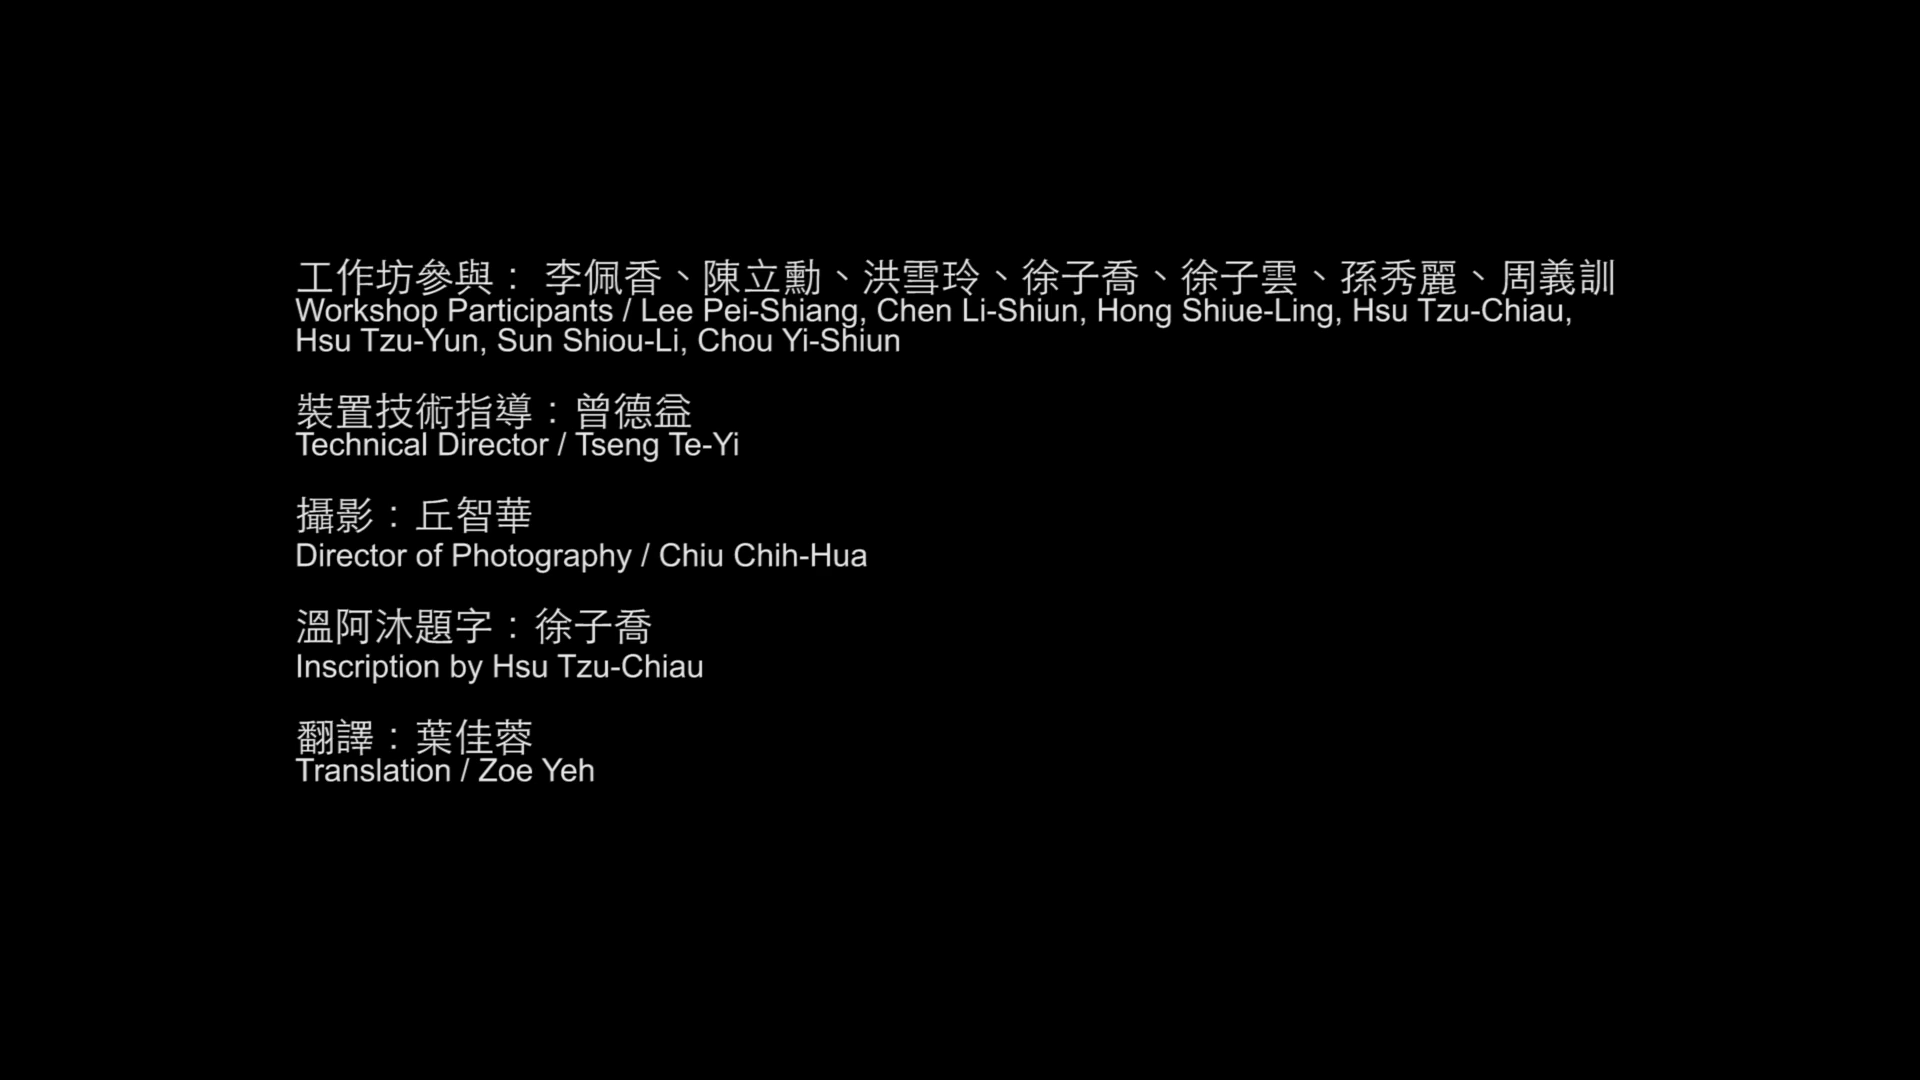 工作坊參與： 李佩香、陳立勳、洪雪玲、徐子喬、徐子雲、孫秀麗、周義訓
Workshop Participants / Lee Pei-Shiang, Chen Li-Shiun, Hong Shiue-Ling, Hsu Tzu-Chiau,
Hsu Tzu-Yun, Sun Shiou-Li, Chou Yi-Shiun
裝置技術指導：曾德益
Technical Director / Tseng Te-Yi
攝影：丘智華
Director of Photography / Chiu Chih-Hua
溫阿沐題字：徐子喬
Inscription by Hsu Tzu-Chiau
翻譯：葉佳蓉
Translation / Zoe Yeh